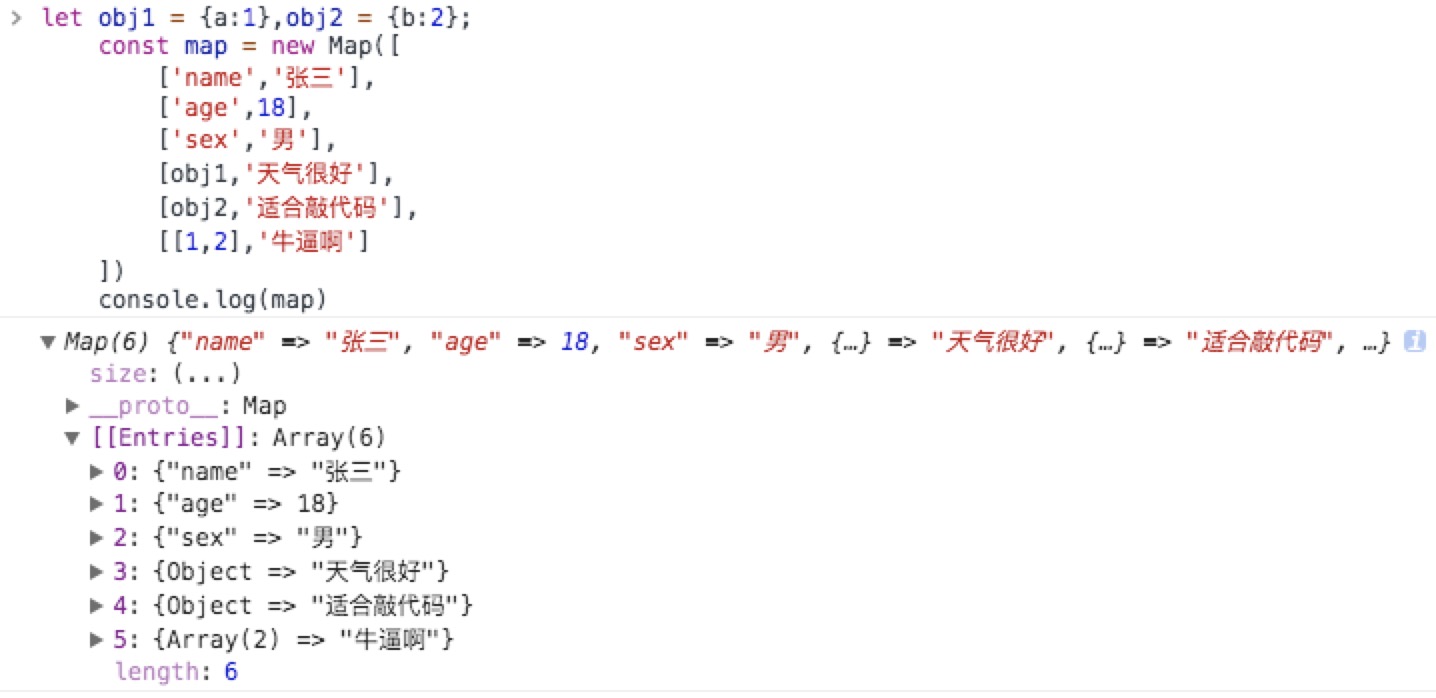 > let obj1 = {a:1},obj2 = {b:2};
const map = new Map([
['name','张三'],
['age',18],
['sex','男'],
[obj1,'天气很好'],
[obj2,'适合敲代码'],
[[1,2],'牛逼啊']
])
console.log(map)
▼Map(6) {"name" => "张三", "age" => 18, "sex" => "男", {…} => "天气很好", {…} => "适合敲代码", …} i
size: (...)
▶ __proto__: Map
▼ [[Entries]]: Array(6)
▶ 0: {"name" => "张三"}
▶ 1: {"age" => 18}
▶ 2: {"sex" => "男"}
▶ 3: {Object => "天气很好"}
▶ 4: {Object => "适合敲代码"}
▶ 5: {Array(2) => "牛逼啊"}
length: 6